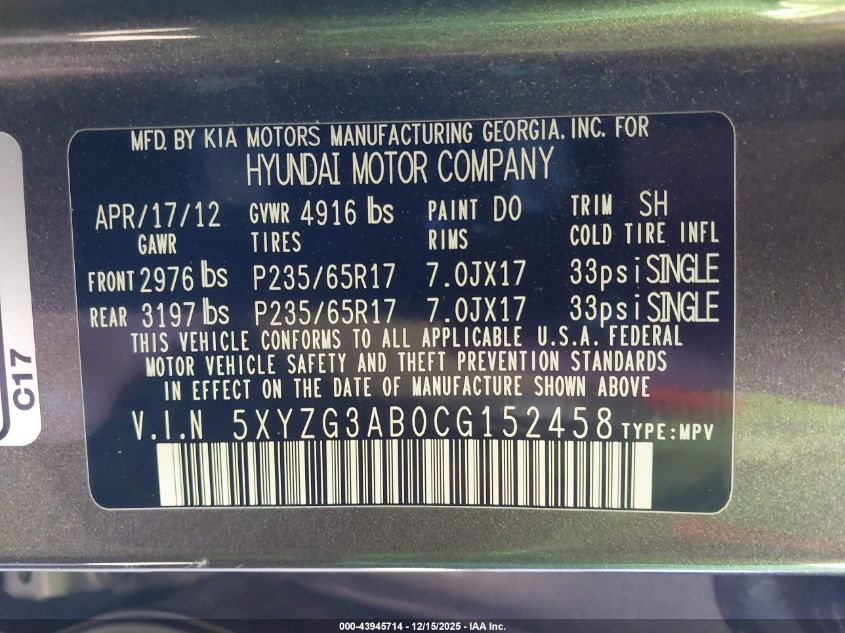 MFD. BY KIA MOTORS MANUFACTURING GEORGIA, INC. FOR
HYUNDAI MOTOR COMPANY
APR/17/12 GVWR 4916 lbs PAINT DO TRIM SH
GAWR TIRES RIMS COLD TIRE INFL
FRONT 2976 lbs P235/65R17 7.0JX17 33psi SINGLE
REAR 3197 lbs P235/65R17 7.0JX17 33psi SINGLE
THIS VEHICLE CONFORMS TO ALL APPLICABLE U.S.A. FEDERAL
MOTOR VEHICLE SAFETY AND THEFT PREVENTION STANDARDS
IN EFFECT ON THE DATE OF MANUFACTURE SHOWN ABOVE
V.I.N 5XYZG3AB0CG152458 TYPE:MPV
C17
000-43945714 - 12/15/2025 - IAA Inc.